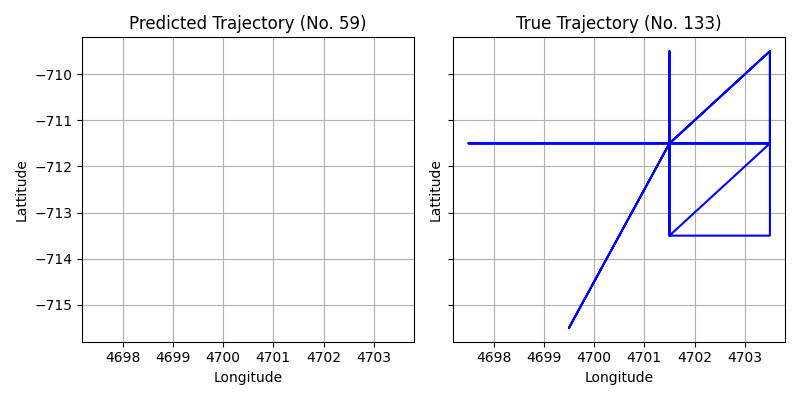 Predicted Trajectory (No. 59)
True Trajectory (No. 133)
−710
−711
−712
−713
−714
−715
Lattitude
4698 4699 4700 4701 4702 4703
Longitude
Lattitude
4698 4699 4700 4701 4702 4703
Longitude